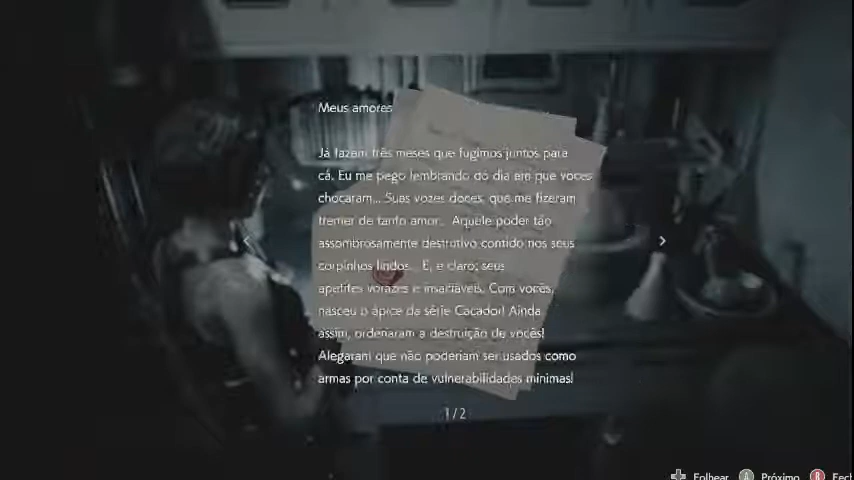 Meus amores
Já fazem três meses que fugimos juntos para
cá. Eu me pego lembrando do dia em que vocês
chocaram... Suas vozes doces, que me fizeram
tremer de tanto amor... Aquele poder tão
assombrosamente destrutivo contido nos seus
corpinhos lindos... E, é claro, seus
apetites vorazes e insaciáveis. Com vocês,
nasceu o ápice da série Caçador! Ainda
assim, ordenaram a destruição de vocês!
Alegaram que não poderiam ser usados como
armas por conta de vulnerabilidades mínimas!
1/2
Folhear A Próximo B Fech